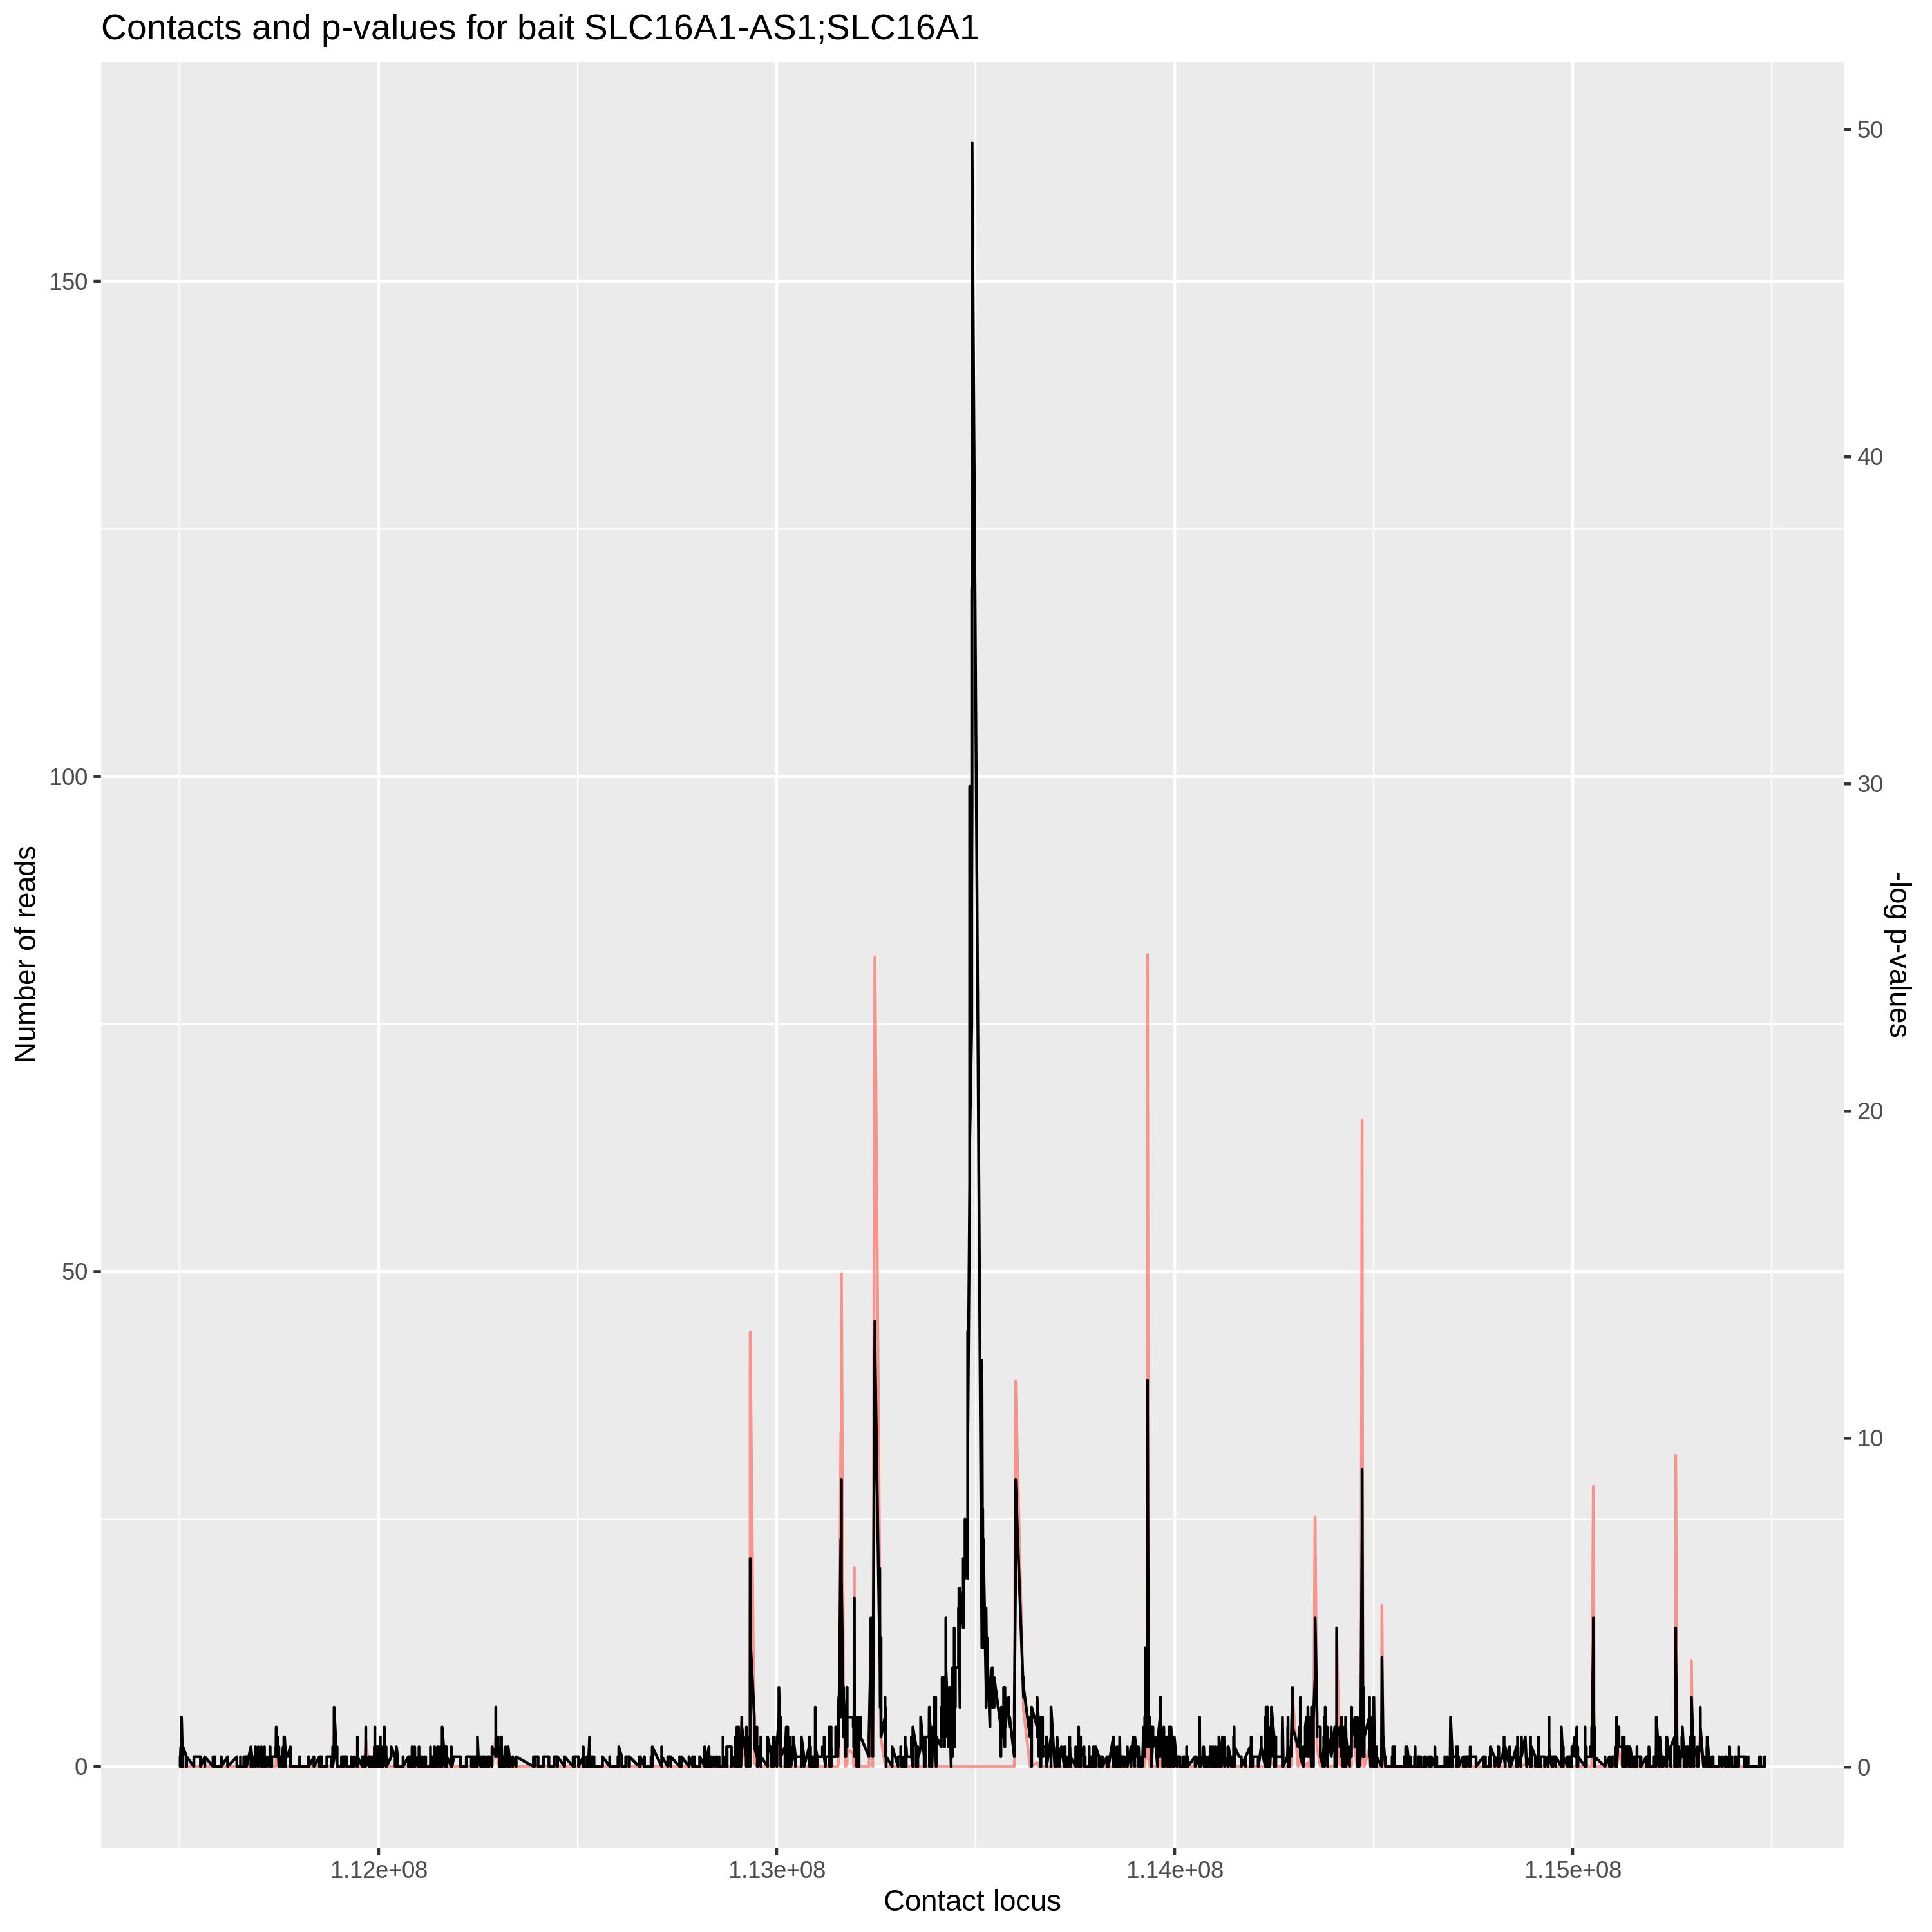 Contacts and p-values for bait SLC16A1-AS1;SLC16A1
150
100
50
0
Number of reads
50
40
30
20
10
0
-log p-values
1.12e+08
1.13e+08
1.14e+08
1.15e+08
Contact locus